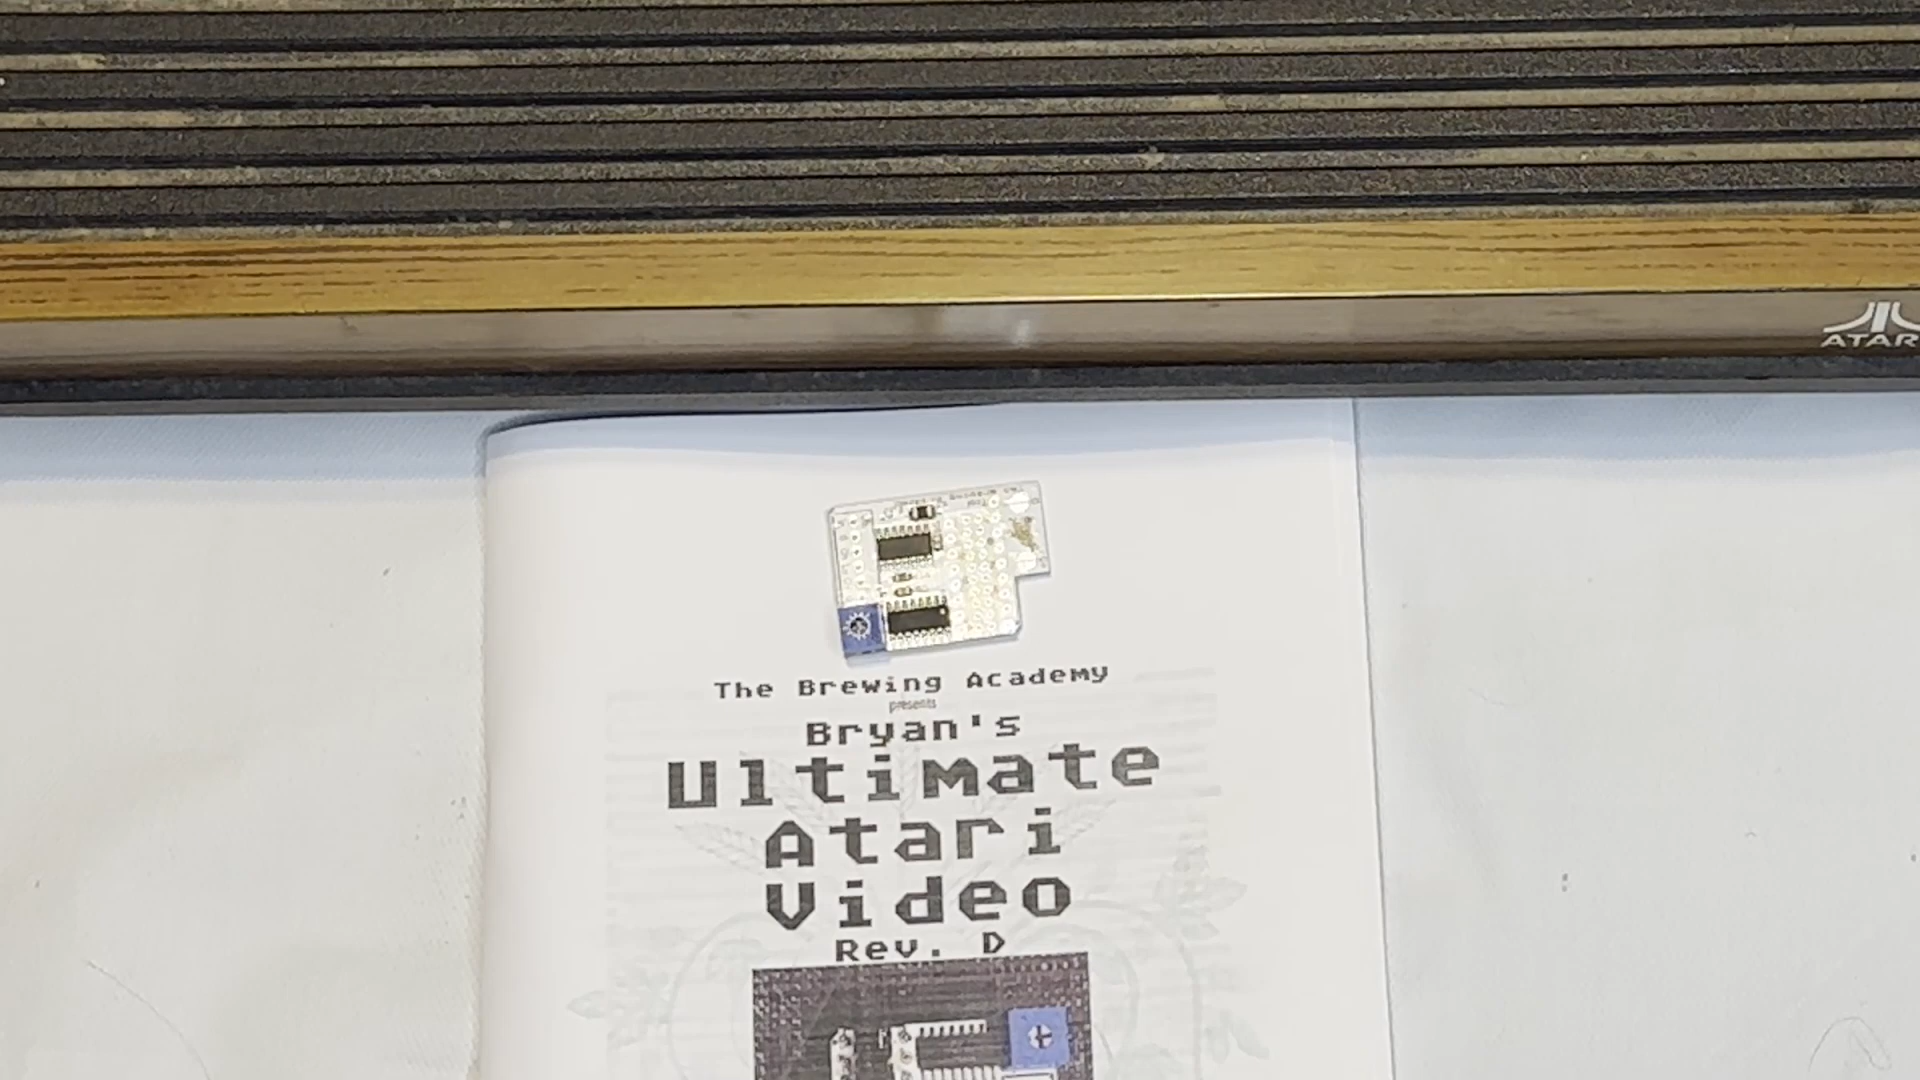 ATARI
The Brewing Academy
presents
Bryan's
Ultimate
Atari
Video
Rev. D